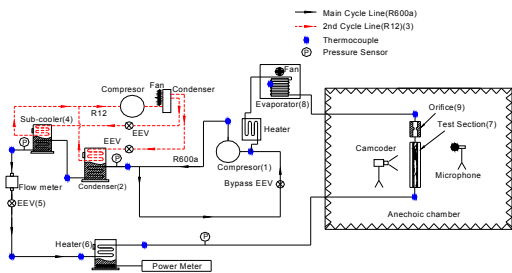 Main Cycle Line(R600a)
2nd Cycle Line(R12)(3)
Thermocouple
P Pressure Sensor
Compresor
Fan
Condenser
Fan
Evaporator(8)
R12
Sub-cooler(4)
EEV
EEV
Heater
Orifice(9)
Test Section(7)
P
P
R600a
Condenser(2)
Compresor(1)
Camcoder
Microphone
Flow meter
Bypass EEV
EEV(5)
Anechoic chamber
P
Heater(6)
Power Meter